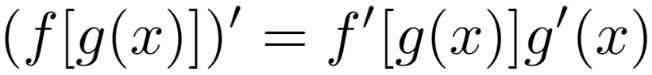 (f[g(x)])′ = f′[g(x)]g′(x)